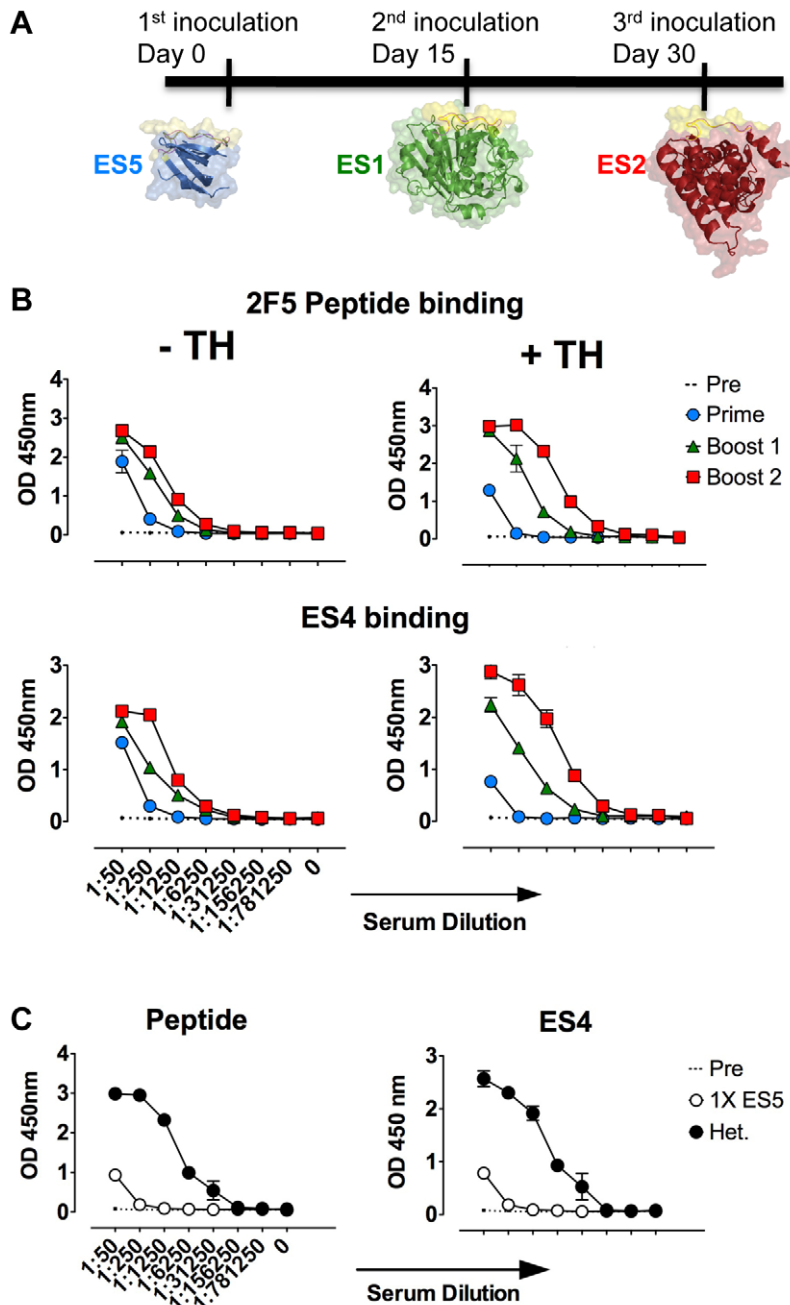 A
1st inoculation
Day 0
2nd inoculation
Day 15
3rd inoculation
Day 30
ES5
ES1
ES2
B
2F5 Peptide binding
- TH
+ TH
OD 450nm
4
3
2
1
0
OD 450nm
4
3
2
1
0
Pre
Prime
Boost 1
Boost 2
ES4 binding
OD 450nm
3
2
1
0
OD 450nm
3
2
1
0
1:50
1:250
1:1250
1:6250
1:31250
1:156250
1:781250
0
Serum Dilution
C
Peptide
ES4
OD 450nm
4
3
2
1
0
OD 450 nm
3
2
1
0
Pre
1X ES5
Het.
1:50
1:250
1:1250
1:6250
1:31250
1:156250
1:781250
0
Serum Dilution